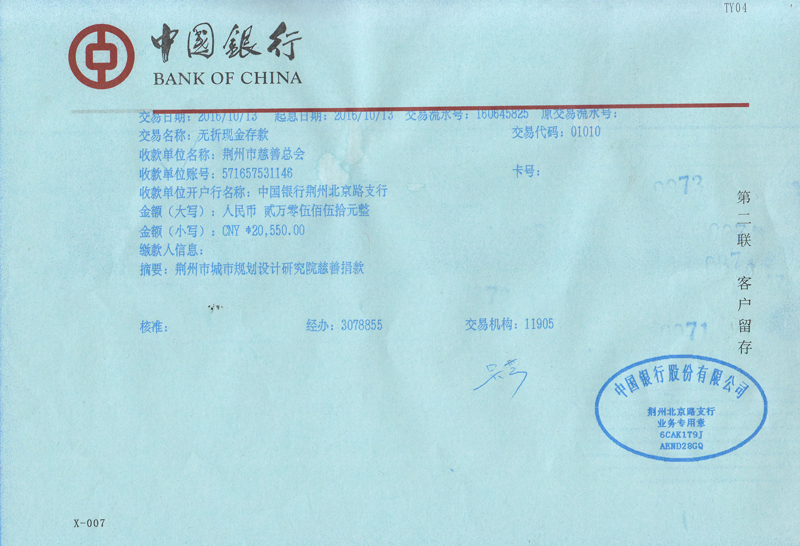 TY04
中國銀行
BANK OF CHINA
交易日期：2016/10/13 起息日期：2016/10/13 交易流水号：160645825 原交易流水号：
交易名称：无折现金存款 交易代码：01010
收款单位名称：荆州市慈善总会
收款单位账号：571657531146 卡号：
收款单位开户行名称：中国银行荆州北京路支行
金额（大写）：人民币 贰万零伍佰伍拾元整
金额（小写）：CNY *20,550.00
缴款人信息：
摘要：荆州市城市规划设计研究院慈善捐款
核准： 经办：3078855 交易机构：11905
第二联 客户留存
中国银行股份有限公司
荆州北京路支行
业务专用章
6CAK1T9J
AEND28GQ
X-007